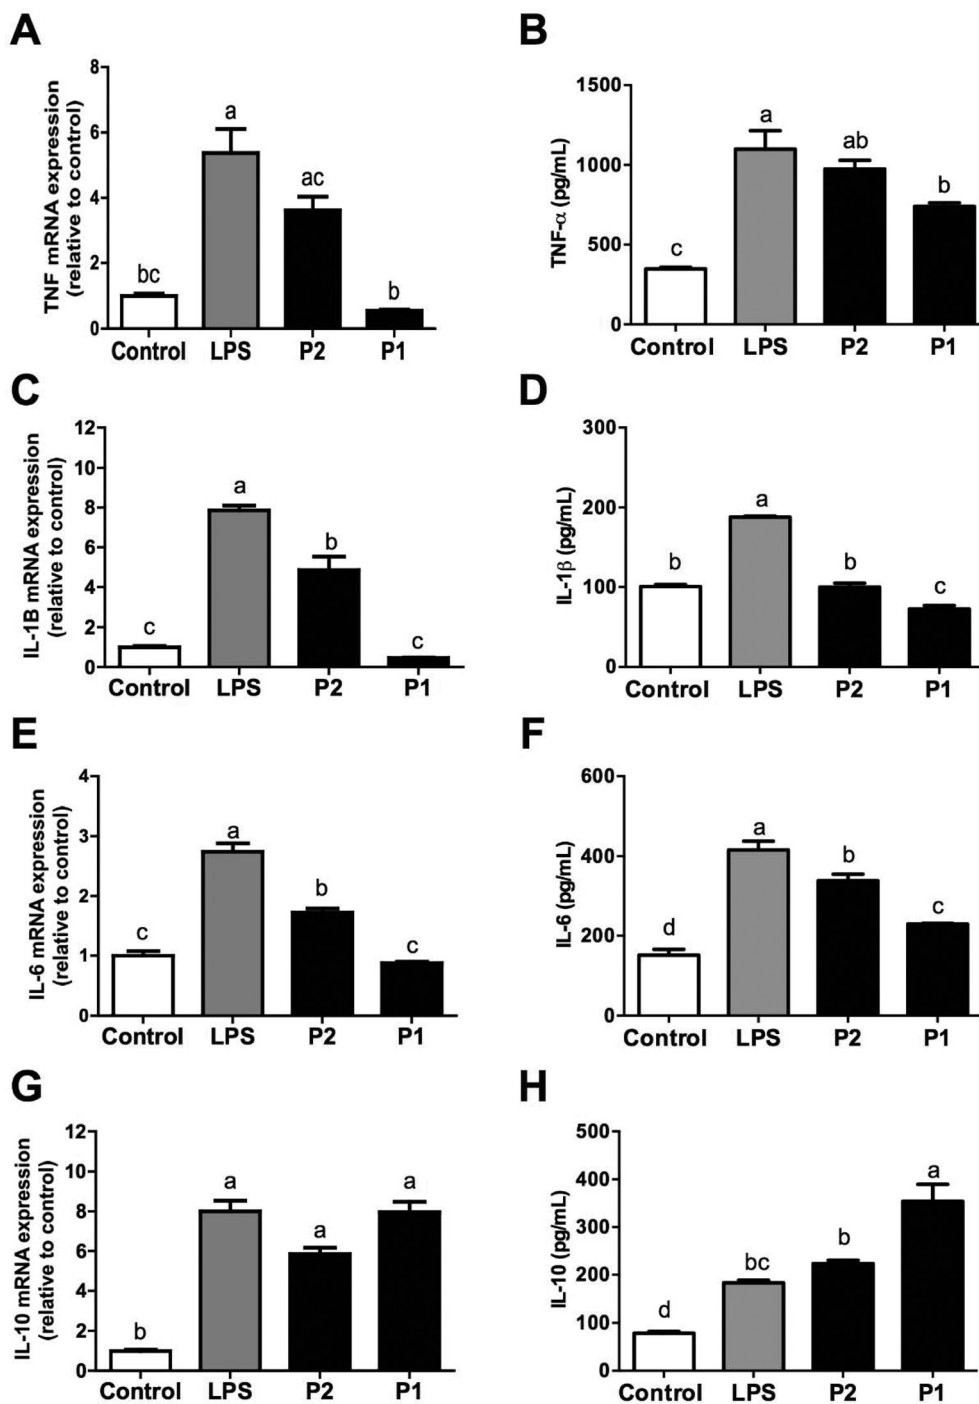 A
TNF mRNA expression
(relative to control)
8
6
4
2
0
bc
a
ac
b
Control LPS P2 P1
B
TNF-α (pg/mL)
1500
1000
500
0
c
a
ab
b
Control LPS P2 P1
C
IL-1B mRNA expression
(relative to control)
12
10
8
6
4
2
0
c
a
b
c
Control LPS P2 P1
D
IL-1β (pg/mL)
300
200
100
0
b
a
b
c
Control LPS P2 P1
E
IL-6 mRNA expression
(relative to control)
4
3
2
1
0
c
a
b
c
Control LPS P2 P1
F
IL-6 (pg/mL)
600
400
200
0
d
a
b
c
Control LPS P2 P1
G
IL-10 mRNA expression
(relative to control)
12
10
8
6
4
2
0
b
a
a
a
Control LPS P2 P1
H
IL-10 (pg/mL)
500
400
300
200
100
0
d
bc
b
a
Control LPS P2 P1